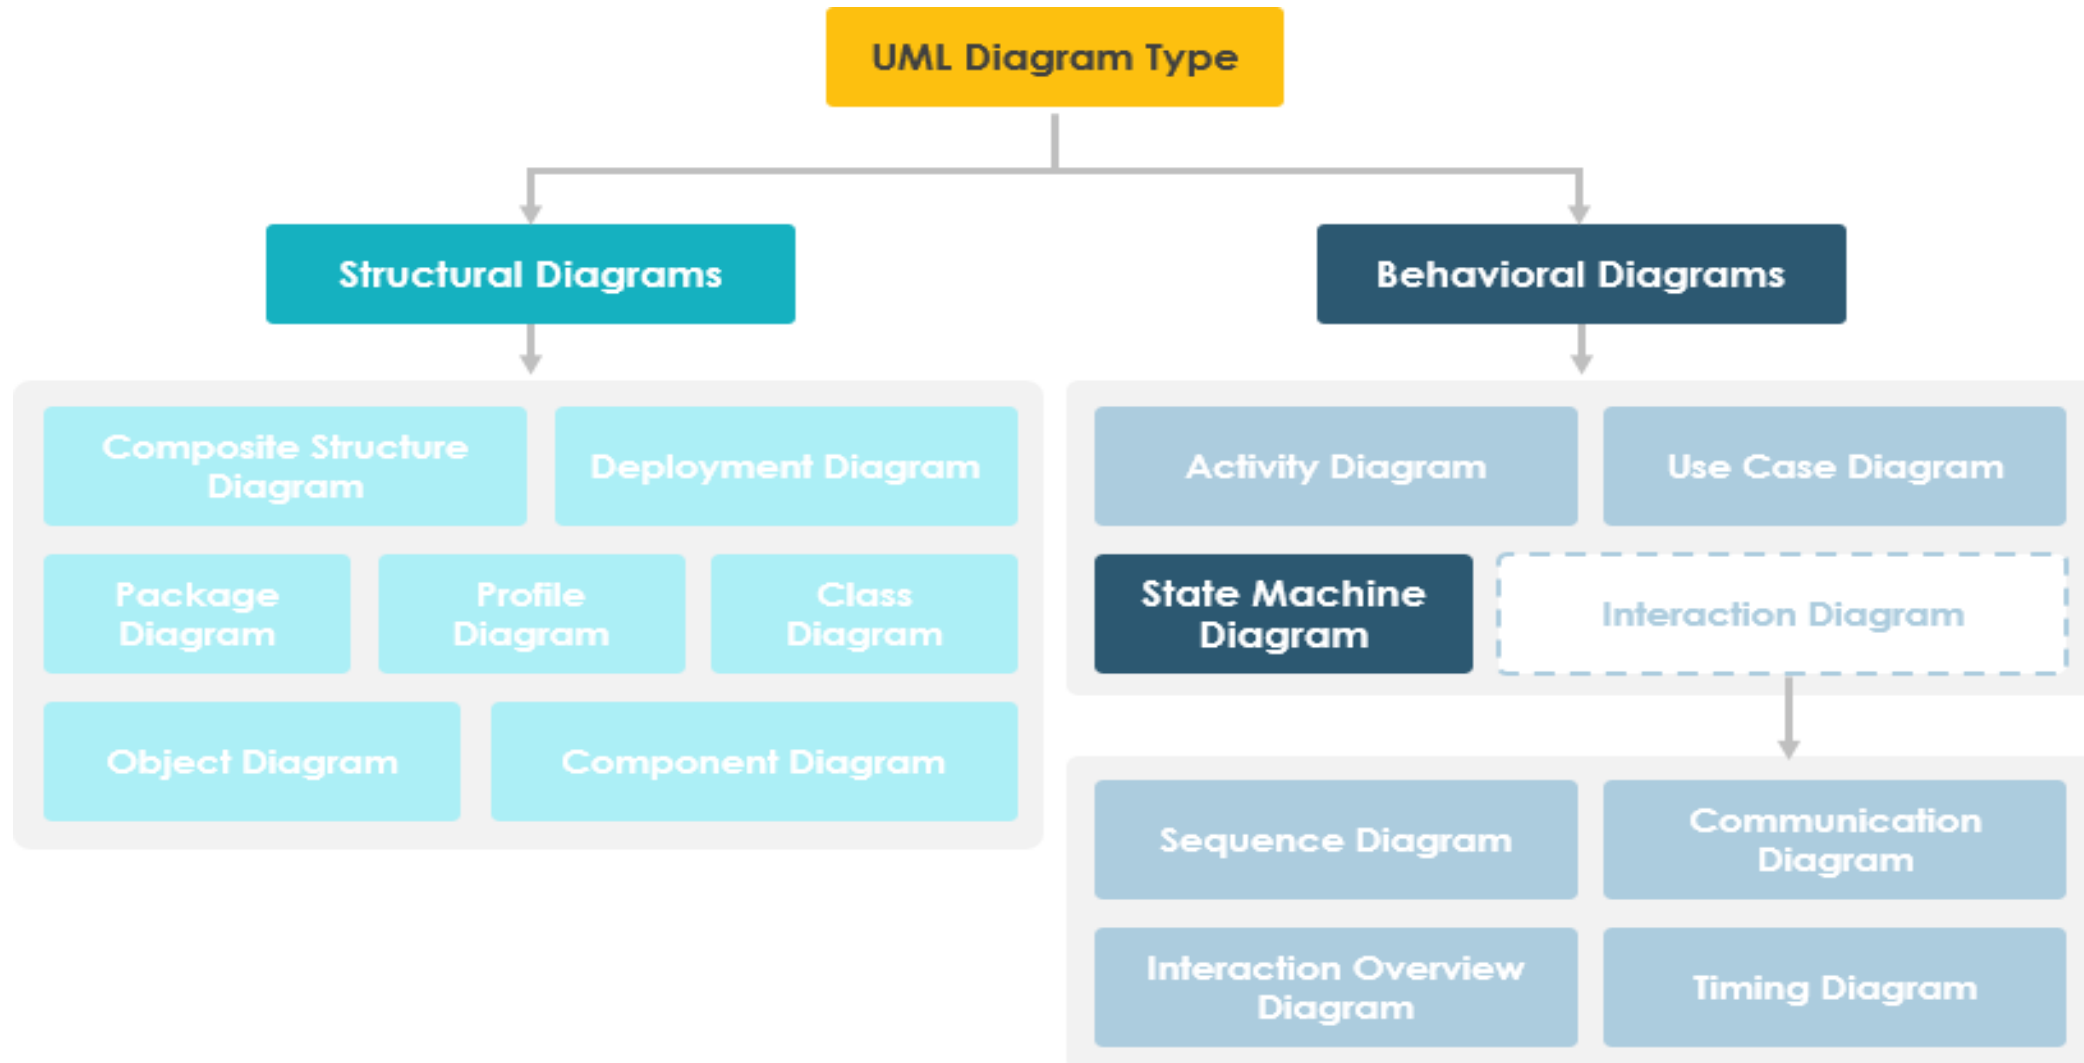 UML Diagram Type
Structural Diagrams
Behavioral Diagrams
Composite Structure
Diagram
Deployment Diagram
Package
Diagram
Profile
Diagram
Class
Diagram
Object Diagram
Component Diagram
Activity Diagram
Use Case Diagram
State Machine
Diagram
Interaction Diagram
Sequence Diagram
Communication
Diagram
Interaction Overview
Diagram
Timing Diagram